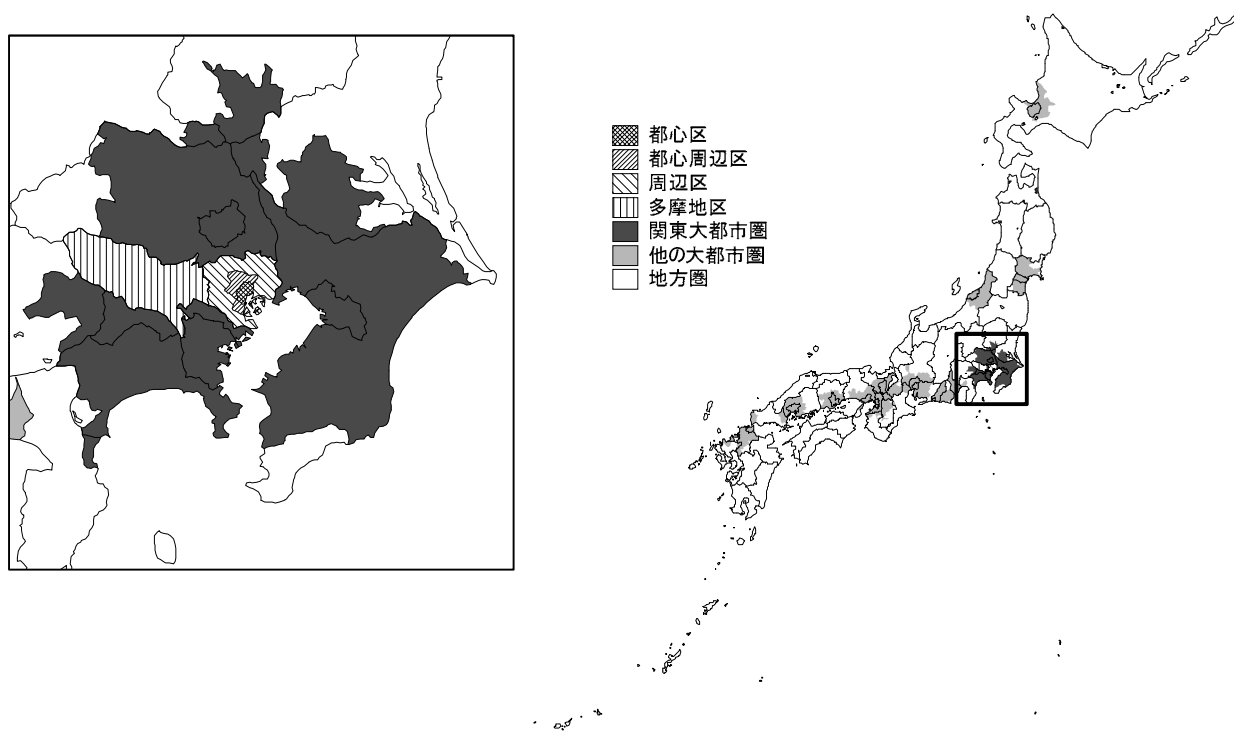 都心区
都心周辺区
周辺区
多摩地区
関東大都市圏
他の大都市圏
地方圏